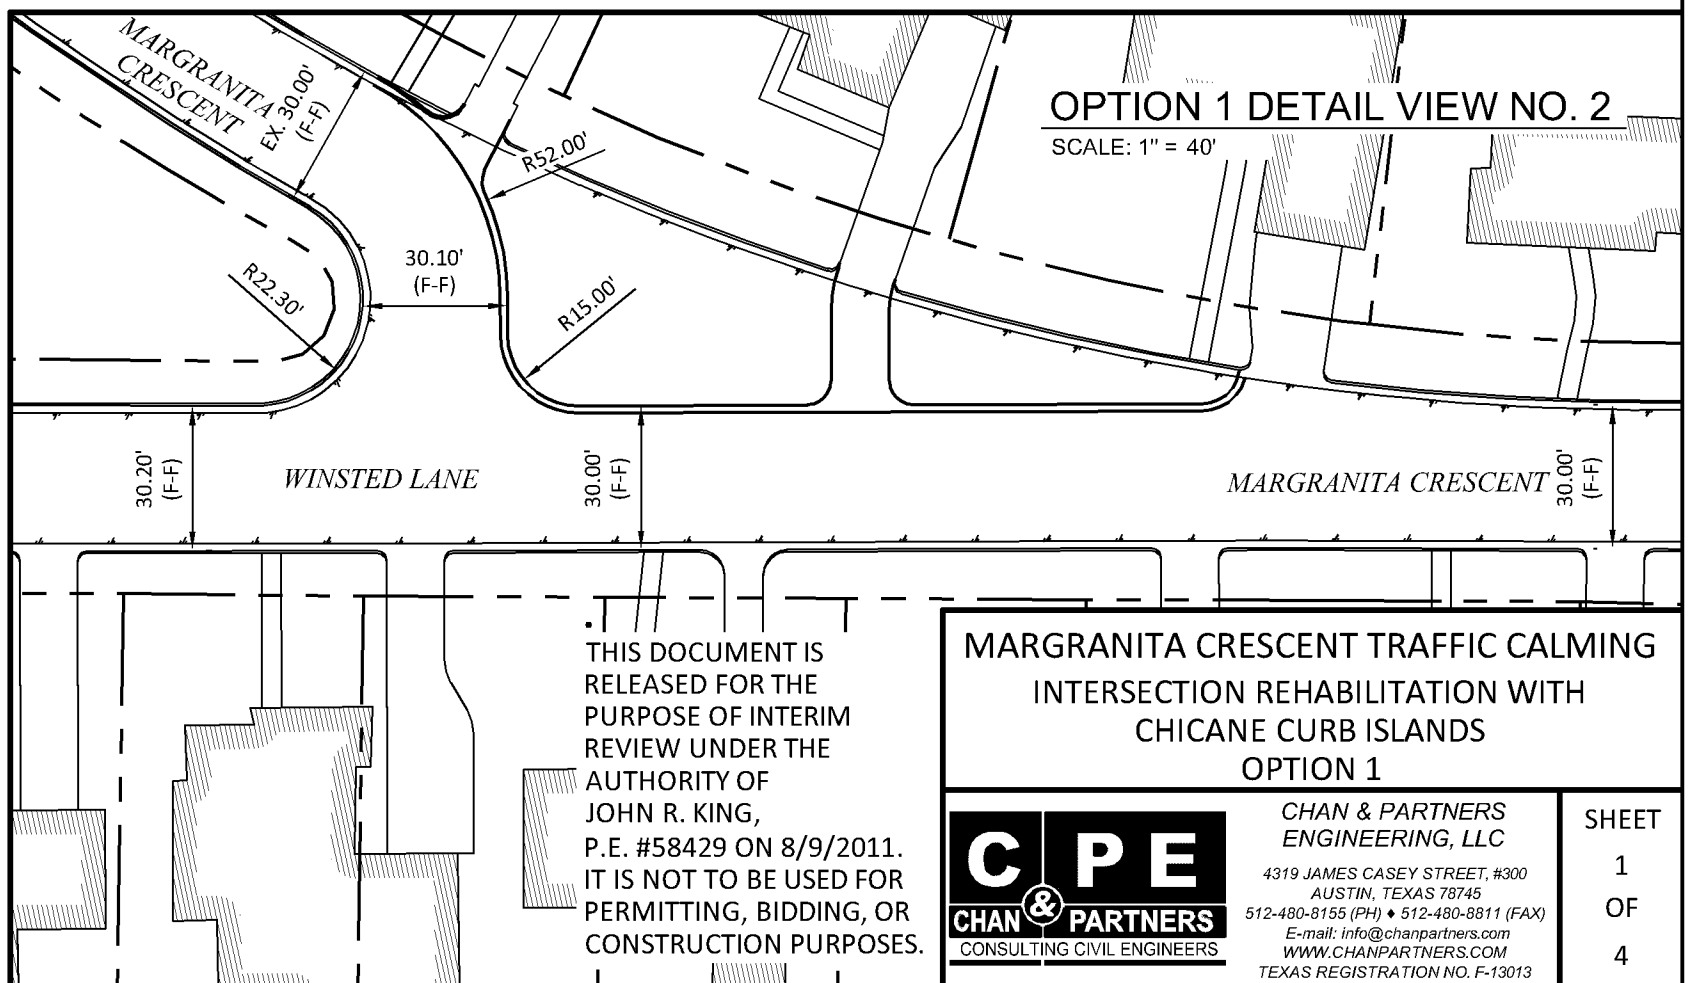 MARGRANITA
CRESCENT
EX. 30.00'
(F-F)
R52.00'
OPTION 1 DETAIL VIEW NO. 2
SCALE: 1" = 40'
30.10'
(F-F)
R22.30'
R15.00'
30.20'
(F-F)
WINSTED LANE
30.00'
(F-F)
MARGRANITA CRESCENT
30.00'
(F-F)
THIS DOCUMENT IS
RELEASED FOR THE
PURPOSE OF INTERIM
REVIEW UNDER THE
AUTHORITY OF
JOHN R. KING,
P.E. #58429 ON 8/9/2011.
IT IS NOT TO BE USED FOR
PERMITTING, BIDDING, OR
CONSTRUCTION PURPOSES.
MARGRANITA CRESCENT TRAFFIC CALMING
INTERSECTION REHABILITATION WITH
CHICANE CURB ISLANDS
OPTION 1
C P E
&
CHAN PARTNERS
CONSULTING CIVIL ENGINEERS
CHAN & PARTNERS
ENGINEERING, LLC
4319 JAMES CASEY STREET, #300
AUSTIN, TEXAS 78745
512-480-8155 (PH) ♦ 512-480-8811 (FAX)
E-mail: info@chanpartners.com
WWW.CHANPARTNERS.COM
TEXAS REGISTRATION NO. F-13013
SHEET
1
OF
4